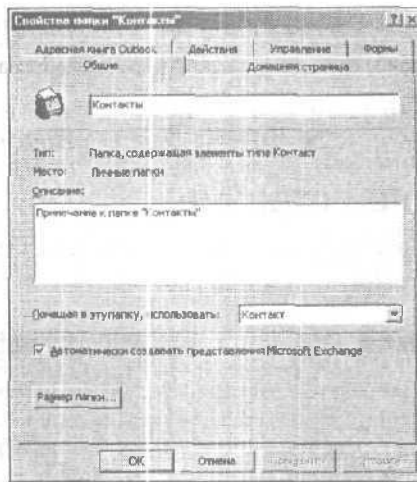 Свойства папки "Контакты"
Адресная книга Outlook Действия Управление Формы
Общие Домашняя страница
Контакты
Тип: Папка, содержащая элементы типа Контакт
Место: Личные папки
Описание:
Примечание к папке "Контакты"
Помещая в эту папку, использовать: Контакт
Автоматически создавать представления Microsoft Exchange
Размер папки...
OK Отмена